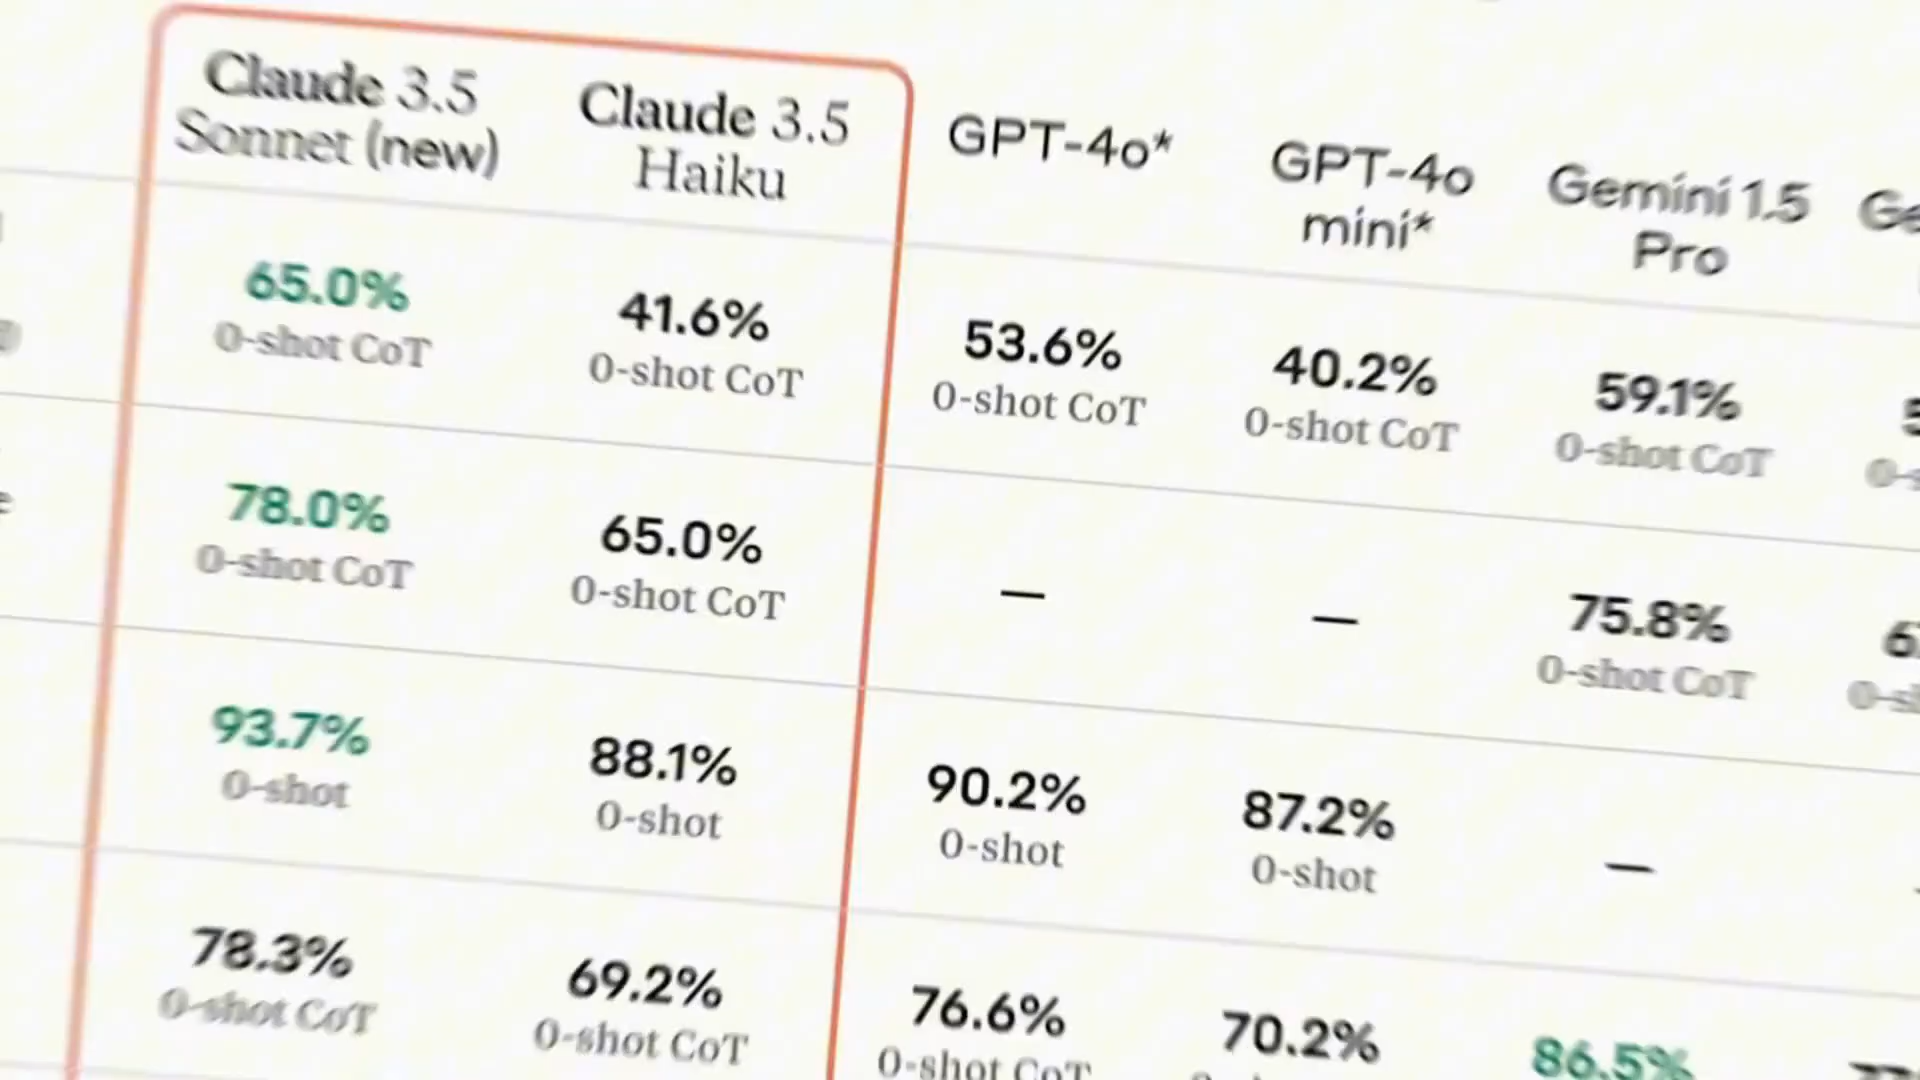 Claude 3.5
Sonnet (new)
Claude 3.5
Haiku
GPT-4o*
GPT-4o
mini*
Gemini 1.5
Pro
65.0%
0-shot CoT
41.6%
0-shot CoT
53.6%
0-shot CoT
40.2%
0-shot CoT
59.1%
0-shot CoT
78.0%
0-shot CoT
65.0%
0-shot CoT
—
—
75.8%
0-shot CoT
93.7%
0-shot
88.1%
0-shot
90.2%
0-shot
87.2%
0-shot
—
78.3%
0-shot CoT
69.2%
0-shot CoT
76.6%
0-shot CoT
70.2%
86.5%